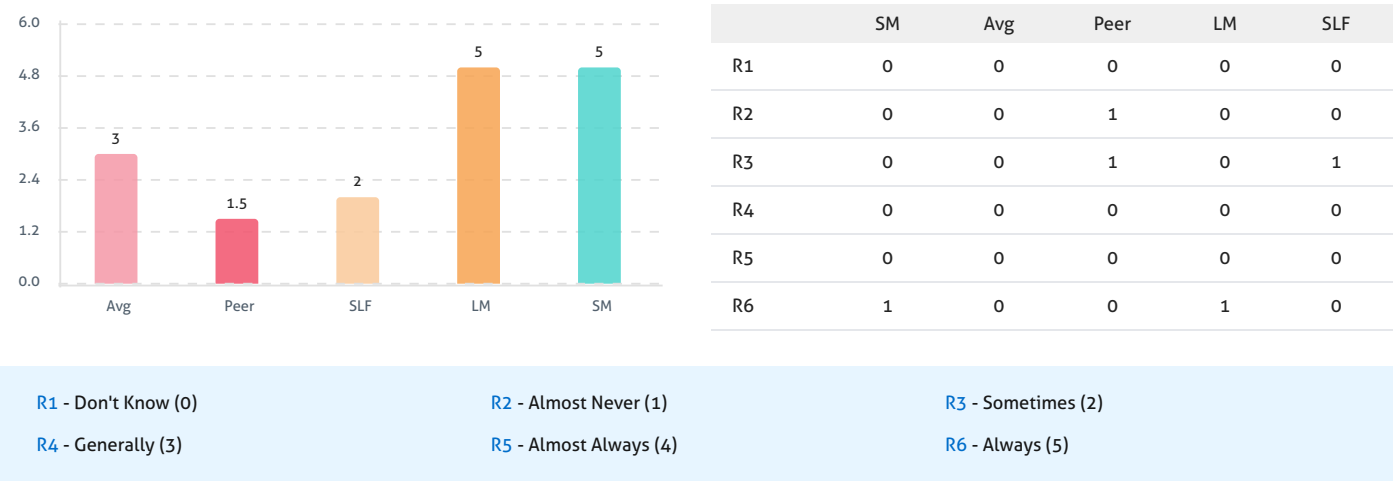 6.0
4.8
3.6
2.4
1.2
0.0
3
1.5
2
5
5
Avg Peer SLF LM SM
SM Avg Peer LM SLF
R1 0 0 0 0 0
R2 0 0 1 0 0
R3 0 0 1 0 1
R4 0 0 0 0 0
R5 0 0 0 0 0
R6 1 0 0 1 0
R1 - Don't Know (0) R2 - Almost Never (1) R3 - Sometimes (2)
R4 - Generally (3) R5 - Almost Always (4) R6 - Always (5)